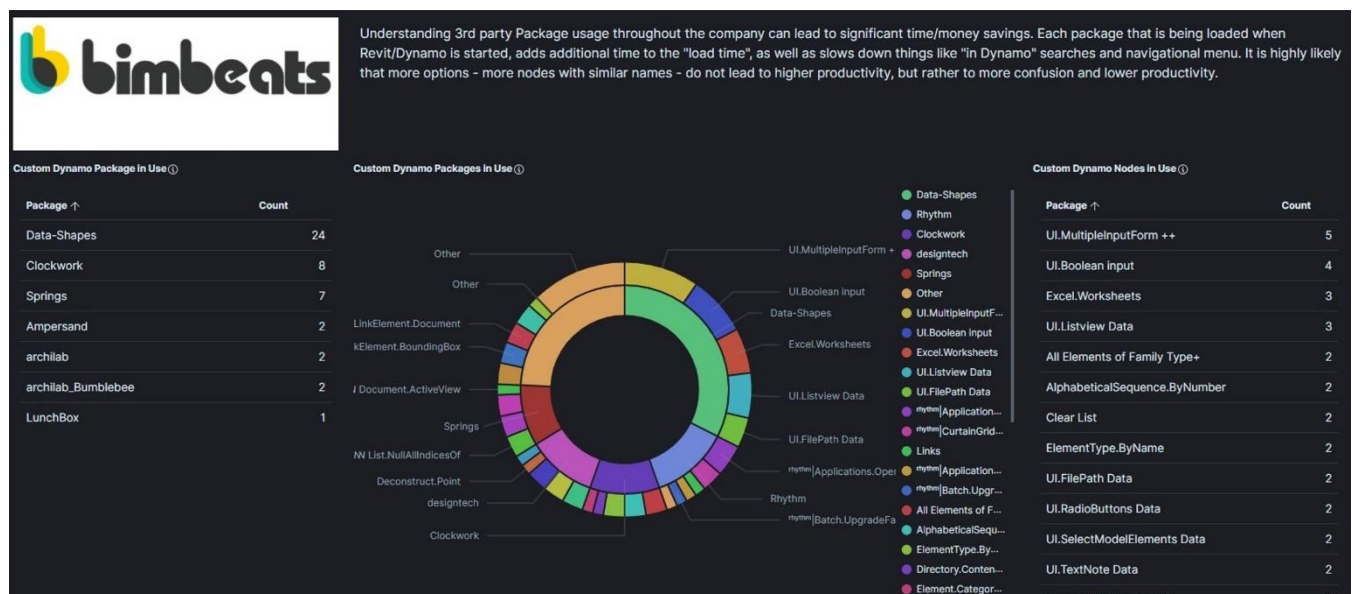 bimbeats
Understanding 3rd party Package usage throughout the company can lead to significant time/money savings. Each package that is being loaded when
Revit/Dynamo is started, adds additional time to the "load time", as well as slows down things like "in Dynamo" searches and navigational menu. It is highly likely
that more options - more nodes with similar names - do not lead to higher productivity, but rather to more confusion and lower productivity.
Custom Dynamo Package in Use
Package ↑ Count
Data-Shapes 24
Clockwork 8
Springs 7
Ampersand 2
archilab 2
archilab_Bumblebee 2
LunchBox 1
Custom Dynamo Packages in Use
Other
Other
LinkElement.Document
kElement.BoundingBox
Document.ActiveView
Springs
NN List.NullAllIndicesOf
Deconstruct.Point
designtech
Clockwork
UI.MultipleInputForm +
UI.Boolean input
Data-Shapes
Excel.Worksheets
UI.Listview Data
UI.FilePath Data
rhythm|Applications.Oper
Rhythm
rhythm|Batch.UpgradeFa
Data-Shapes
Rhythm
Clockwork
designtech
Springs
Other
UI.MultipleInputF...
UI.Boolean input
Excel.Worksheets
UI.Listview Data
UI.FilePath Data
rhythm|Application...
rhythm|CurtainGrid...
Links
rhythm|Application...
rhythm|Batch.Upgr...
All Elements of F...
AlphabeticalSequ...
ElementType.By...
Directory.Conten...
Element.Categor...
Custom Dynamo Nodes in Use
Package ↑ Count
UI.MultipleInputForm ++ 5
UI.Boolean input 4
Excel.Worksheets 3
UI.Listview Data 3
All Elements of Family Type+ 2
AlphabeticalSequence.ByNumber 2
Clear List 2
ElementType.ByName 2
UI.FilePath Data 2
UI.RadioButtons Data 2
UI.SelectModelElements Data 2
UI.TextNote Data 2